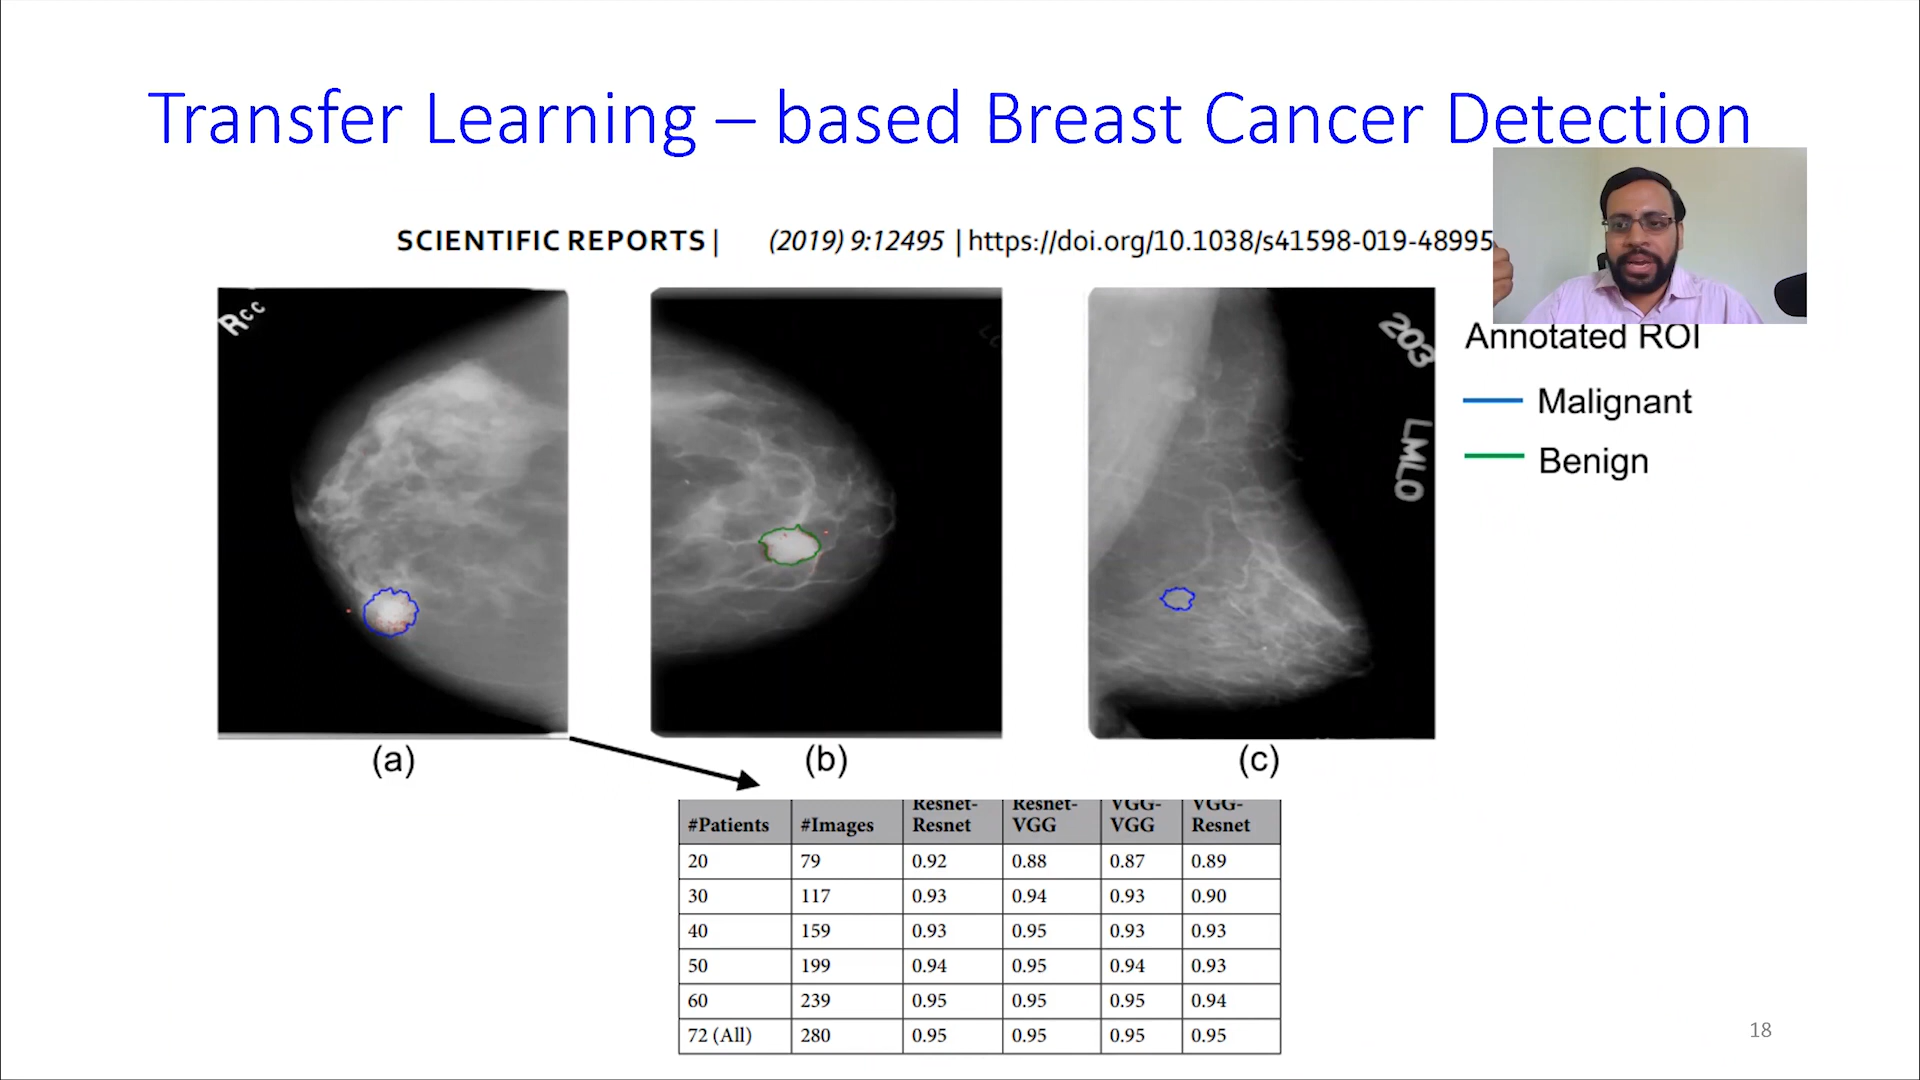 Transfer Learning – based Breast Cancer Detection
SCIENTIFIC REPORTS | (2019) 9:12495 | https://doi.org/10.1038/s41598-019-48995
Rcc
203
LMLO
Annotated ROI
Malignant
Benign
(a) (b) (c)
#Patients #Images Resnet-Resnet Resnet-VGG VGG-VGG VGG-Resnet
20 79 0.92 0.88 0.87 0.89
30 117 0.93 0.94 0.93 0.90
40 159 0.93 0.95 0.93 0.93
50 199 0.94 0.95 0.94 0.93
60 239 0.95 0.95 0.95 0.94
72 (All) 280 0.95 0.95 0.95 0.95
18